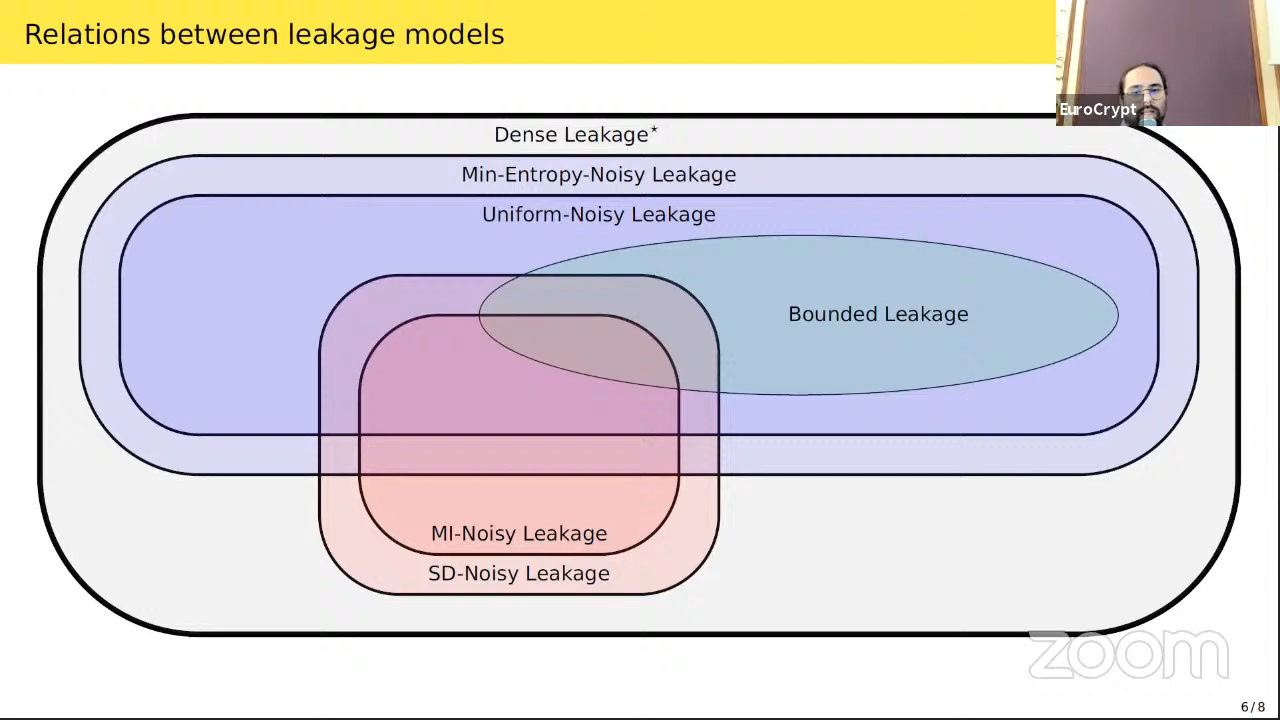 Relations between leakage models
EuroCrypt
Dense Leakage*
Min-Entropy-Noisy Leakage
Uniform-Noisy Leakage
Bounded Leakage
MI-Noisy Leakage
SD-Noisy Leakage
zoom
6/8